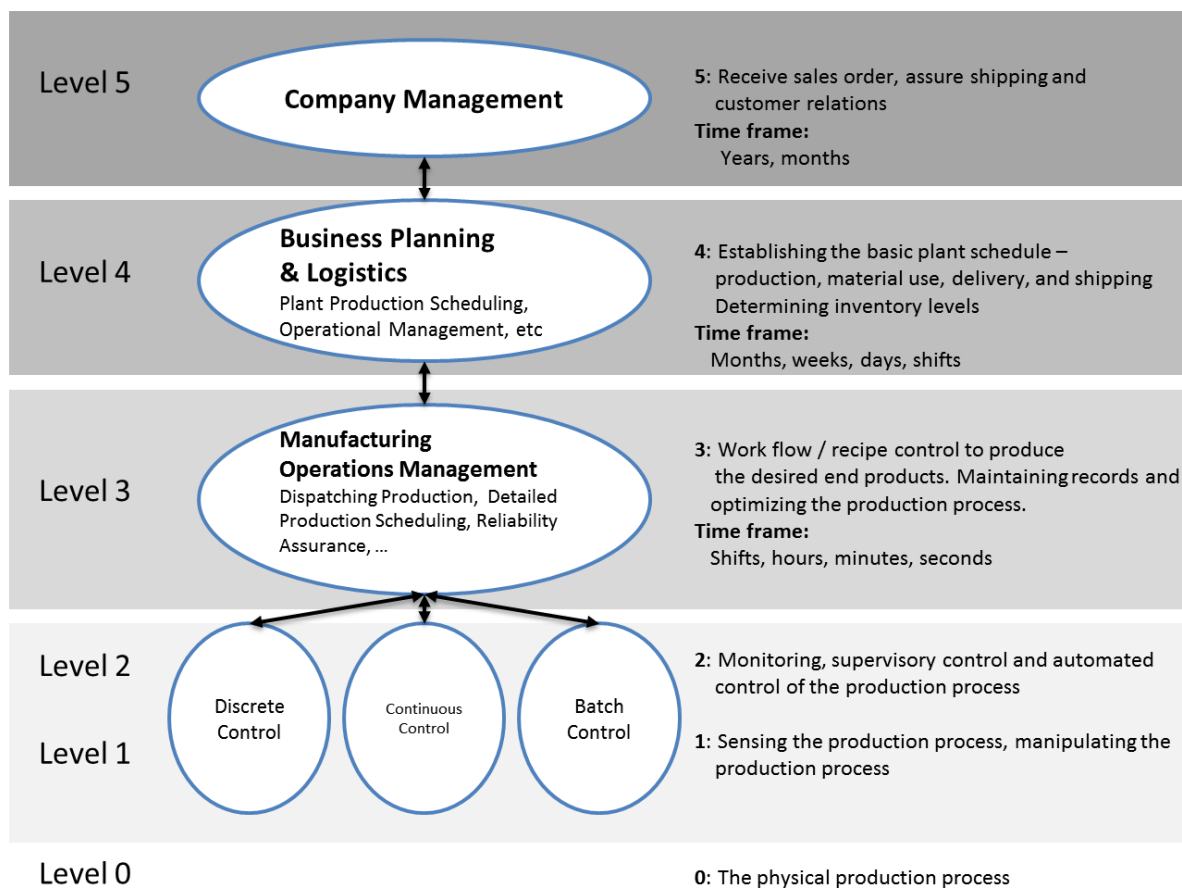 Level 5
Company Management
5: Receive sales order, assure shipping and
customer relations
Time frame:
Years, months
Level 4
Business Planning
& Logistics
Plant Production Scheduling,
Operational Management, etc
4: Establishing the basic plant schedule –
production, material use, delivery, and shipping
Determining inventory levels
Time frame:
Months, weeks, days, shifts
Level 3
Manufacturing
Operations Management
Dispatching Production, Detailed
Production Scheduling, Reliability
Assurance, ...
3: Work flow / recipe control to produce
the desired end products. Maintaining records and
optimizing the production process.
Time frame:
Shifts, hours, minutes, seconds
Level 2
Level 1
Discrete
Control
Continuous
Control
Batch
Control
2: Monitoring, supervisory control and automated
control of the production process
1: Sensing the production process, manipulating the
production process
Level 0
0: The physical production process